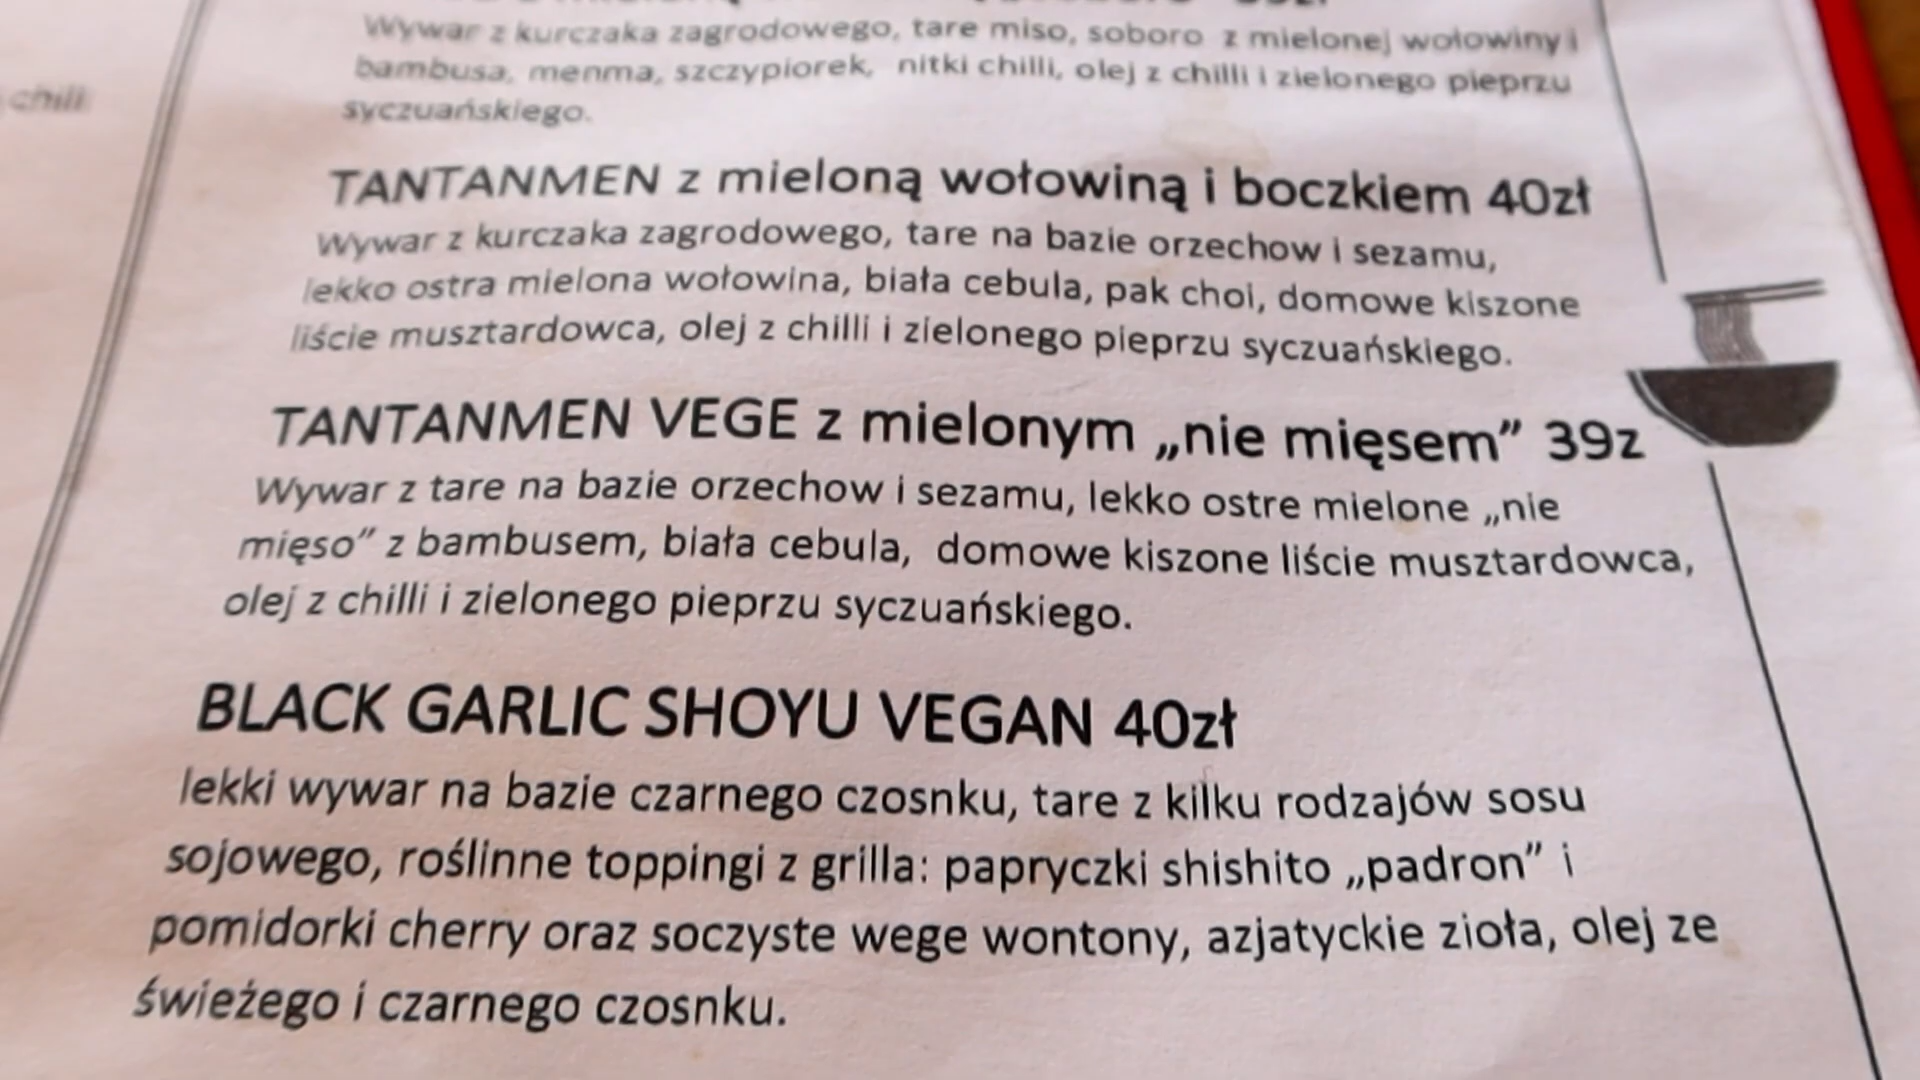 chili
Wywar z kurczaka zagrodowego, tare miso, soboro z mielonej wołowiny i
bambusa, menma, szczypiorek, nitki chilli, olej z chilli i zielonego pieprzu
syczuańskiego.
TANTANMEN z mieloną wołowiną i boczkiem 40zł
Wywar z kurczaka zagrodowego, tare na bazie orzechow i sezamu,
lekko ostra mielona wołowina, biała cebula, pak choi, domowe kiszone
liście musztardowca, olej z chilli i zielonego pieprzu syczuańskiego.
TANTANMEN VEGE z mielonym „nie mięsem” 39z
Wywar z tare na bazie orzechow i sezamu, lekko ostre mielone „nie
mięso” z bambusem, biała cebula, domowe kiszone liście musztardowca,
olej z chilli i zielonego pieprzu syczuańskiego.
BLACK GARLIC SHOYU VEGAN 40zł
lekki wywar na bazie czarnego czosnku, tare z kilku rodzajów sosu
sojowego, roślinne toppingi z grilla: papryczki shishito „padron” i
pomidorki cherry oraz soczyste wege wontony, azjatyckie zioła, olej ze
świeżego i czarnego czosnku.